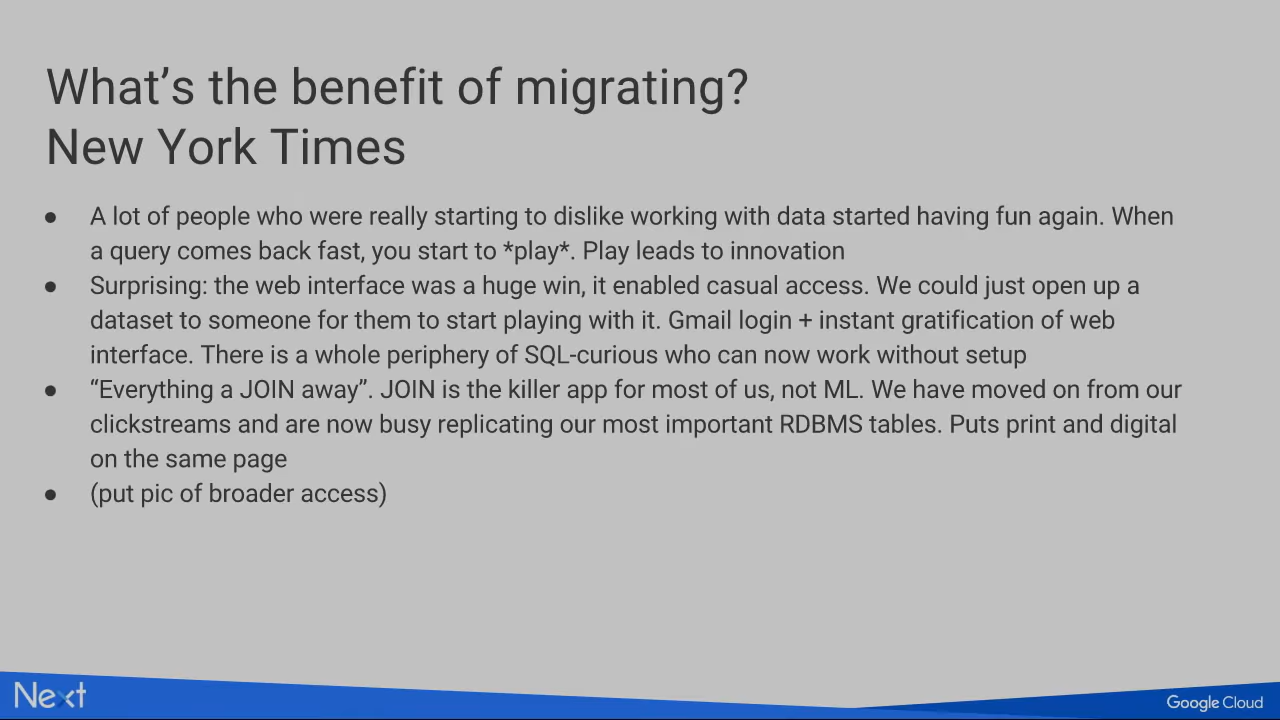 What’s the benefit of migrating?
New York Times
● A lot of people who were really starting to dislike working with data started having fun again. When
a query comes back fast, you start to *play*. Play leads to innovation
● Surprising: the web interface was a huge win, it enabled casual access. We could just open up a
dataset to someone for them to start playing with it. Gmail login + instant gratification of web
interface. There is a whole periphery of SQL-curious who can now work without setup
● “Everything a JOIN away”. JOIN is the killer app for most of us, not ML. We have moved on from our
clickstreams and are now busy replicating our most important RDBMS tables. Puts print and digital
on the same page
● (put pic of broader access)
Next
Google Cloud